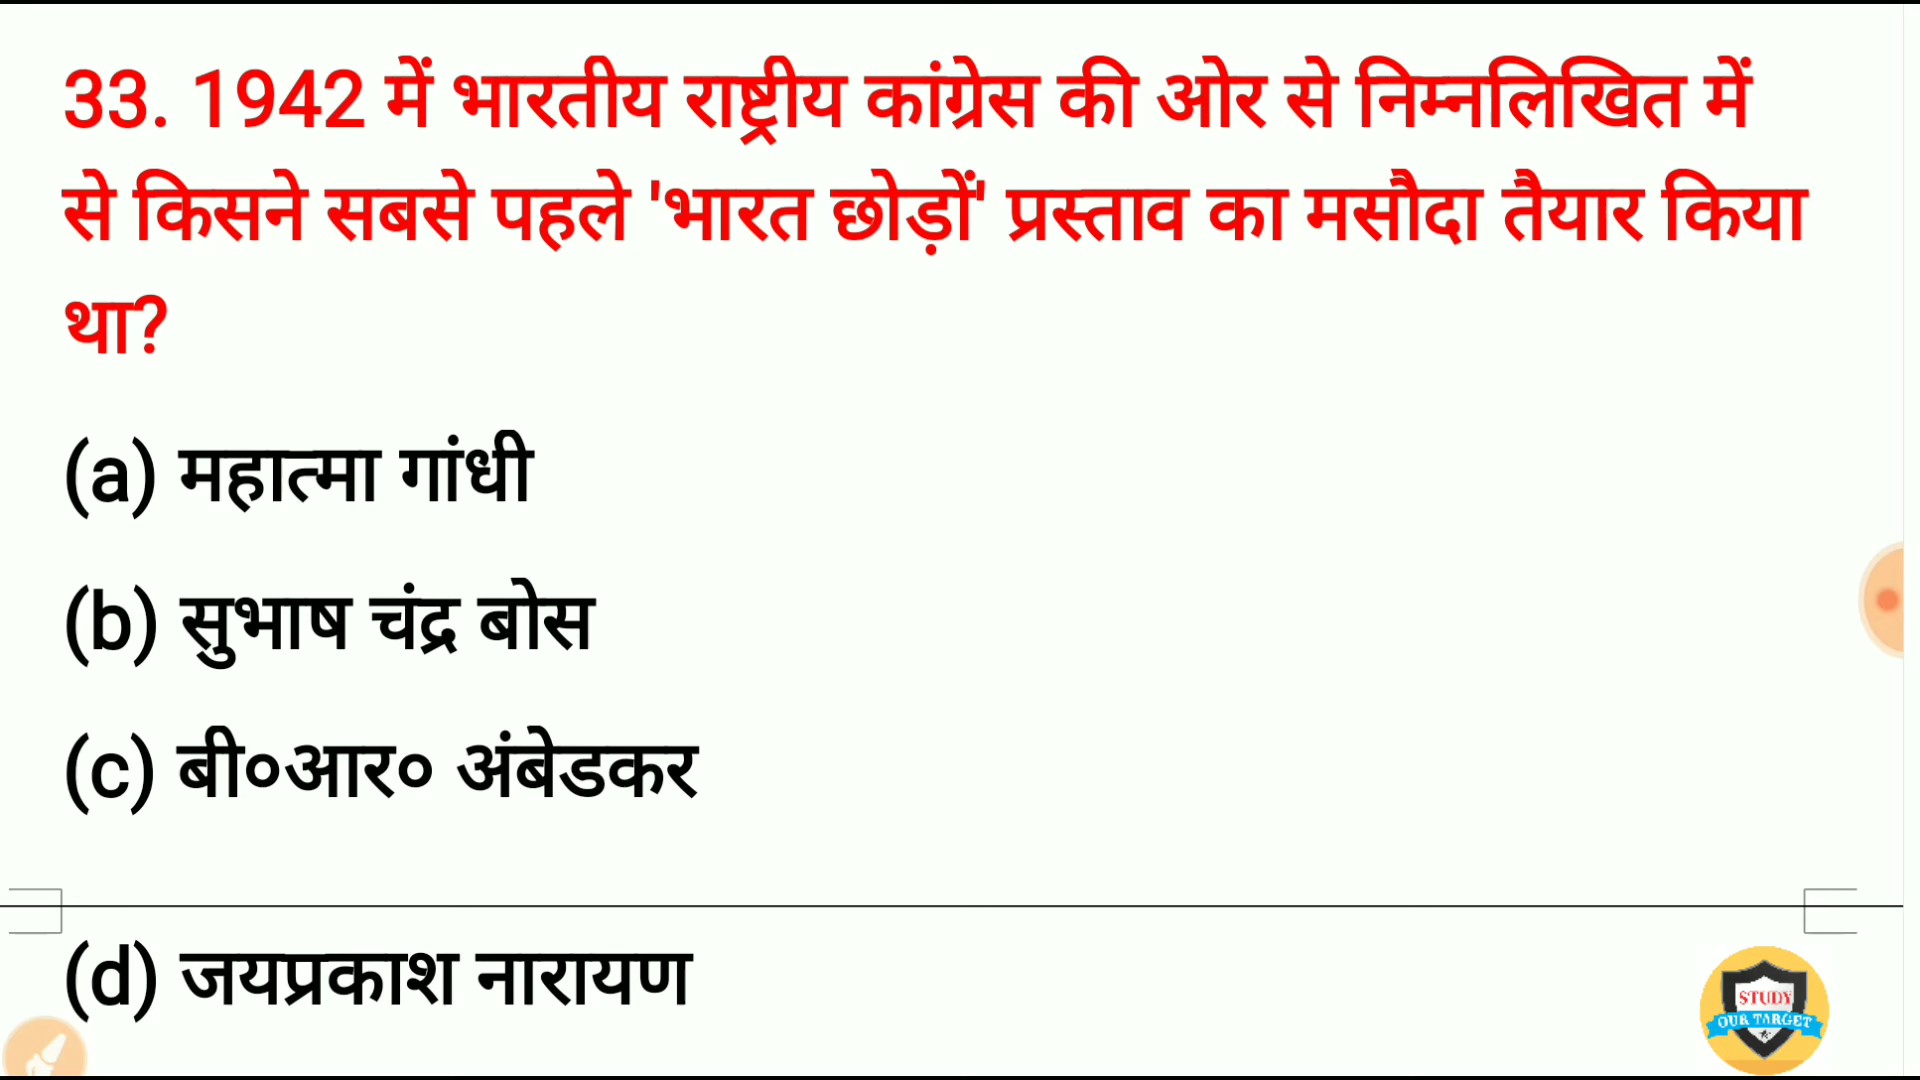 33. 1942 में भारतीय राष्ट्रीय कांग्रेस की ओर से निम्नलिखित में
से किसने सबसे पहले 'भारत छोड़ों' प्रस्ताव का मसौदा तैयार किया
था?
(a) महात्मा गांधी
(b) सुभाष चंद्र बोस
(c) बी०आर० अंबेडकर
(d) जयप्रकाश नारायण
STUDY
OUR TARGET